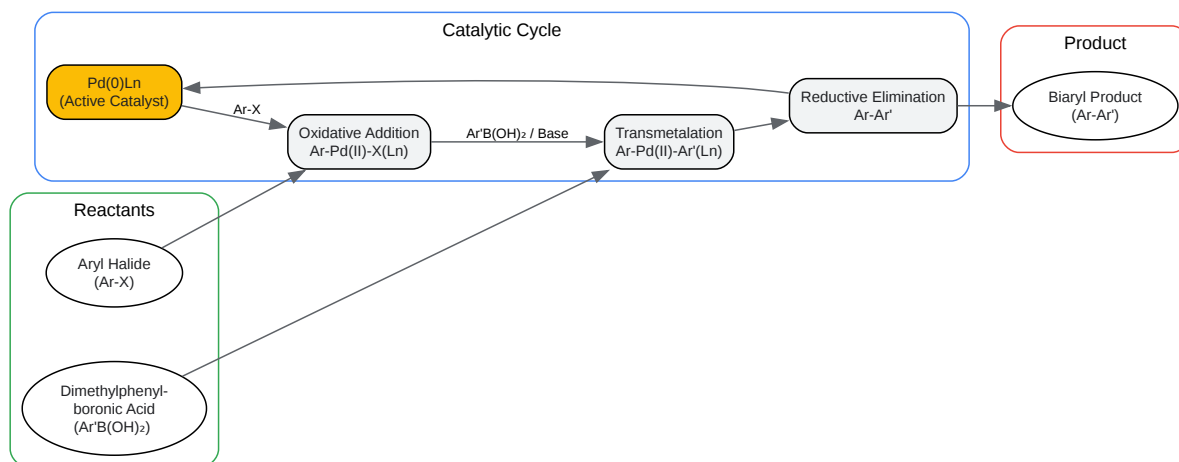 Catalytic Cycle
Product
Pd(0)Ln
(Active Catalyst)
Ar-X
Oxidative Addition
Ar-Pd(II)-X(Ln)
Ar'B(OH)₂ / Base
Transmetalation
Ar-Pd(II)-Ar'(Ln)
Reductive Elimination
Ar-Ar'
Biaryl Product
(Ar-Ar')
Reactants
Aryl Halide
(Ar-X)
Dimethylphenyl-
boronic Acid
(Ar'B(OH)₂)